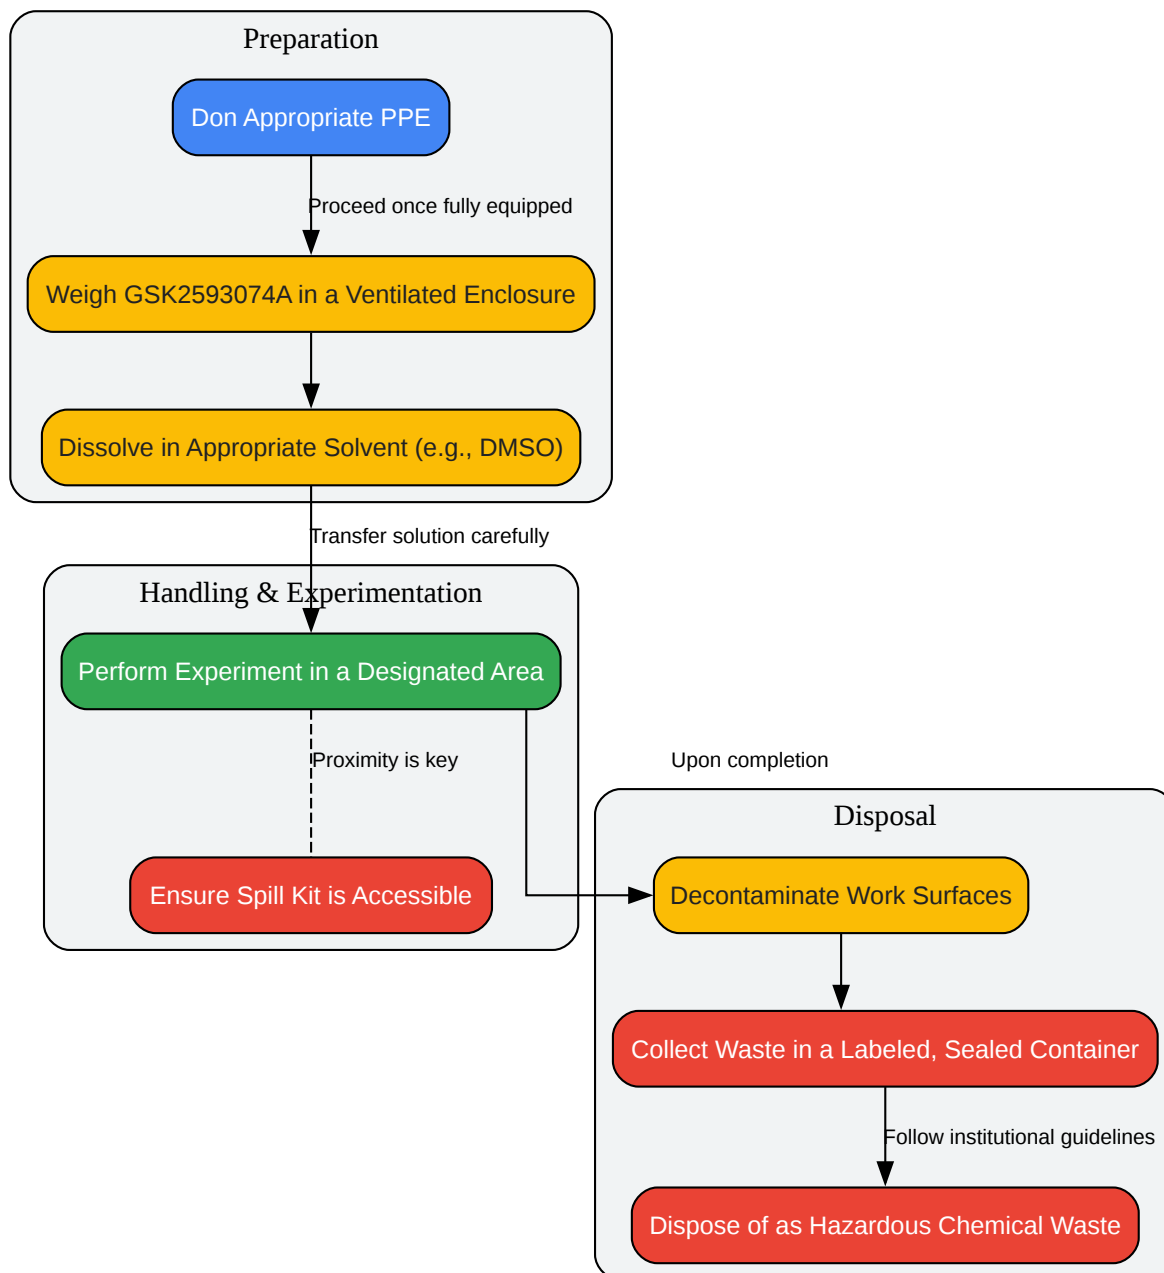 Preparation
Don Appropriate PPE
Proceed once fully equipped
Weigh GSK2593074A in a Ventilated Enclosure
Dissolve in Appropriate Solvent (e.g., DMSO)
Transfer solution carefully
Handling & Experimentation
Perform Experiment in a Designated Area
Proximity is key
Ensure Spill Kit is Accessible
Upon completion
Disposal
Decontaminate Work Surfaces
Collect Waste in a Labeled, Sealed Container
Follow institutional guidelines
Dispose of as Hazardous Chemical Waste